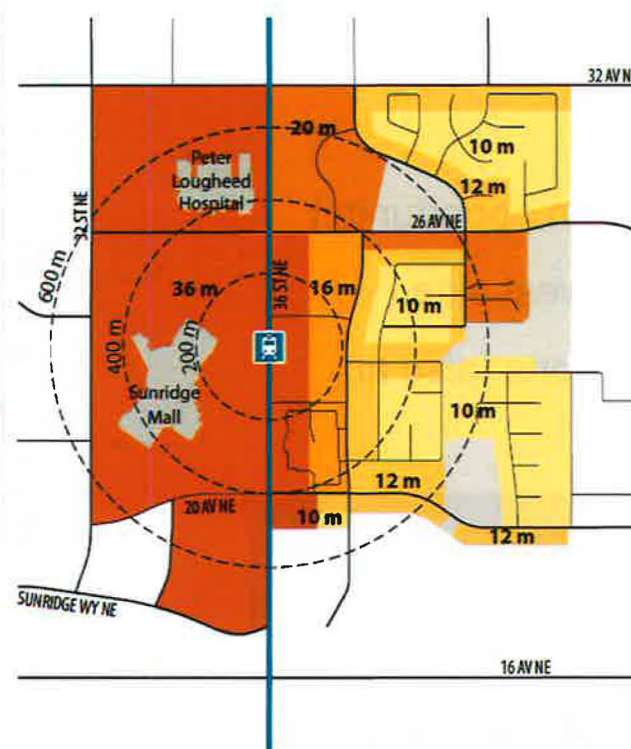 32 AV N
20 m
10 m
Peter
Lougheed
Hospital
12 m
32 ST NE
26 AV NE
600 m
36 m
36 ST NE
16 m
10 m
400 m
200 m
Sunridge
Mall
10 m
12 m
20 AV NE
10 m
12 m
SUNRIDGE WY NE
16 AV NE